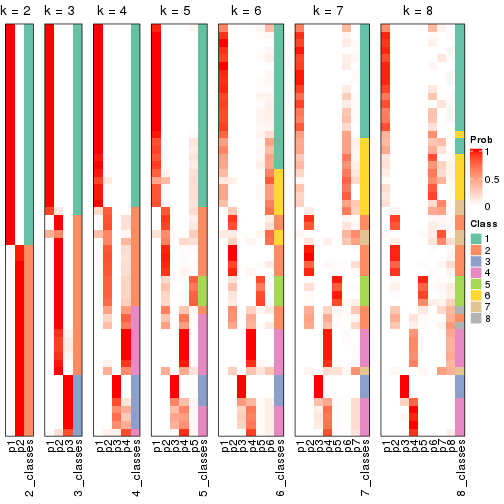 k = 2
k = 3
k = 4
k = 5
k = 6
k = 7
k = 8
Prob
1
0.5
0
Class
1
2
3
4
5
6
7
8
p1
p2
2_classes
p1
p2
p3
3_classes
p1
p2
p3
p4
4_classes
p1
p2
p3
p4
p5
5_classes
p1
p2
p3
p4
p5
p6
6_classes
p1
p2
p3
p4
p5
p6
p7
7_classes
p1
p2
p3
p4
p5
p6
p7
p8
8_classes